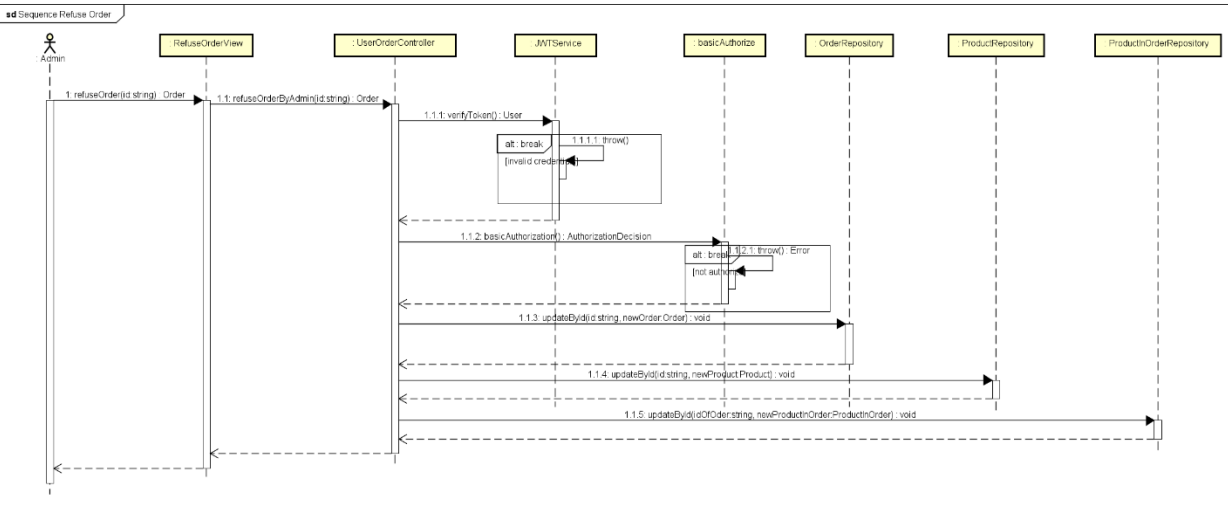 sd Sequence Refuse Order
: Admin
: RefuseOrderView
: UserOrderController
JWTService
: basicAuthorize
: OrderRepository
: ProductRepository
ProductInOrderRepository
1: refuseOrder(id:string) : Order
1.1: refuseOrderByAdmin(id:string) : Order
1.1.1: verifyToken() : User
alt : break
1.1.1.1: throw()
1.1.2: basicAuthorization() : AuthorizationDecision
alt : break
1.1.2.1: throw() : Error
1.1.3: updateById(id:string, newOrder:Order) : void
1.1.4: updateById(id:string, newProduct:Product) : void
1.1.5: updateById(idOfOder:string, newProductInOrder:ProductInOrder) : void
[invalid
[not